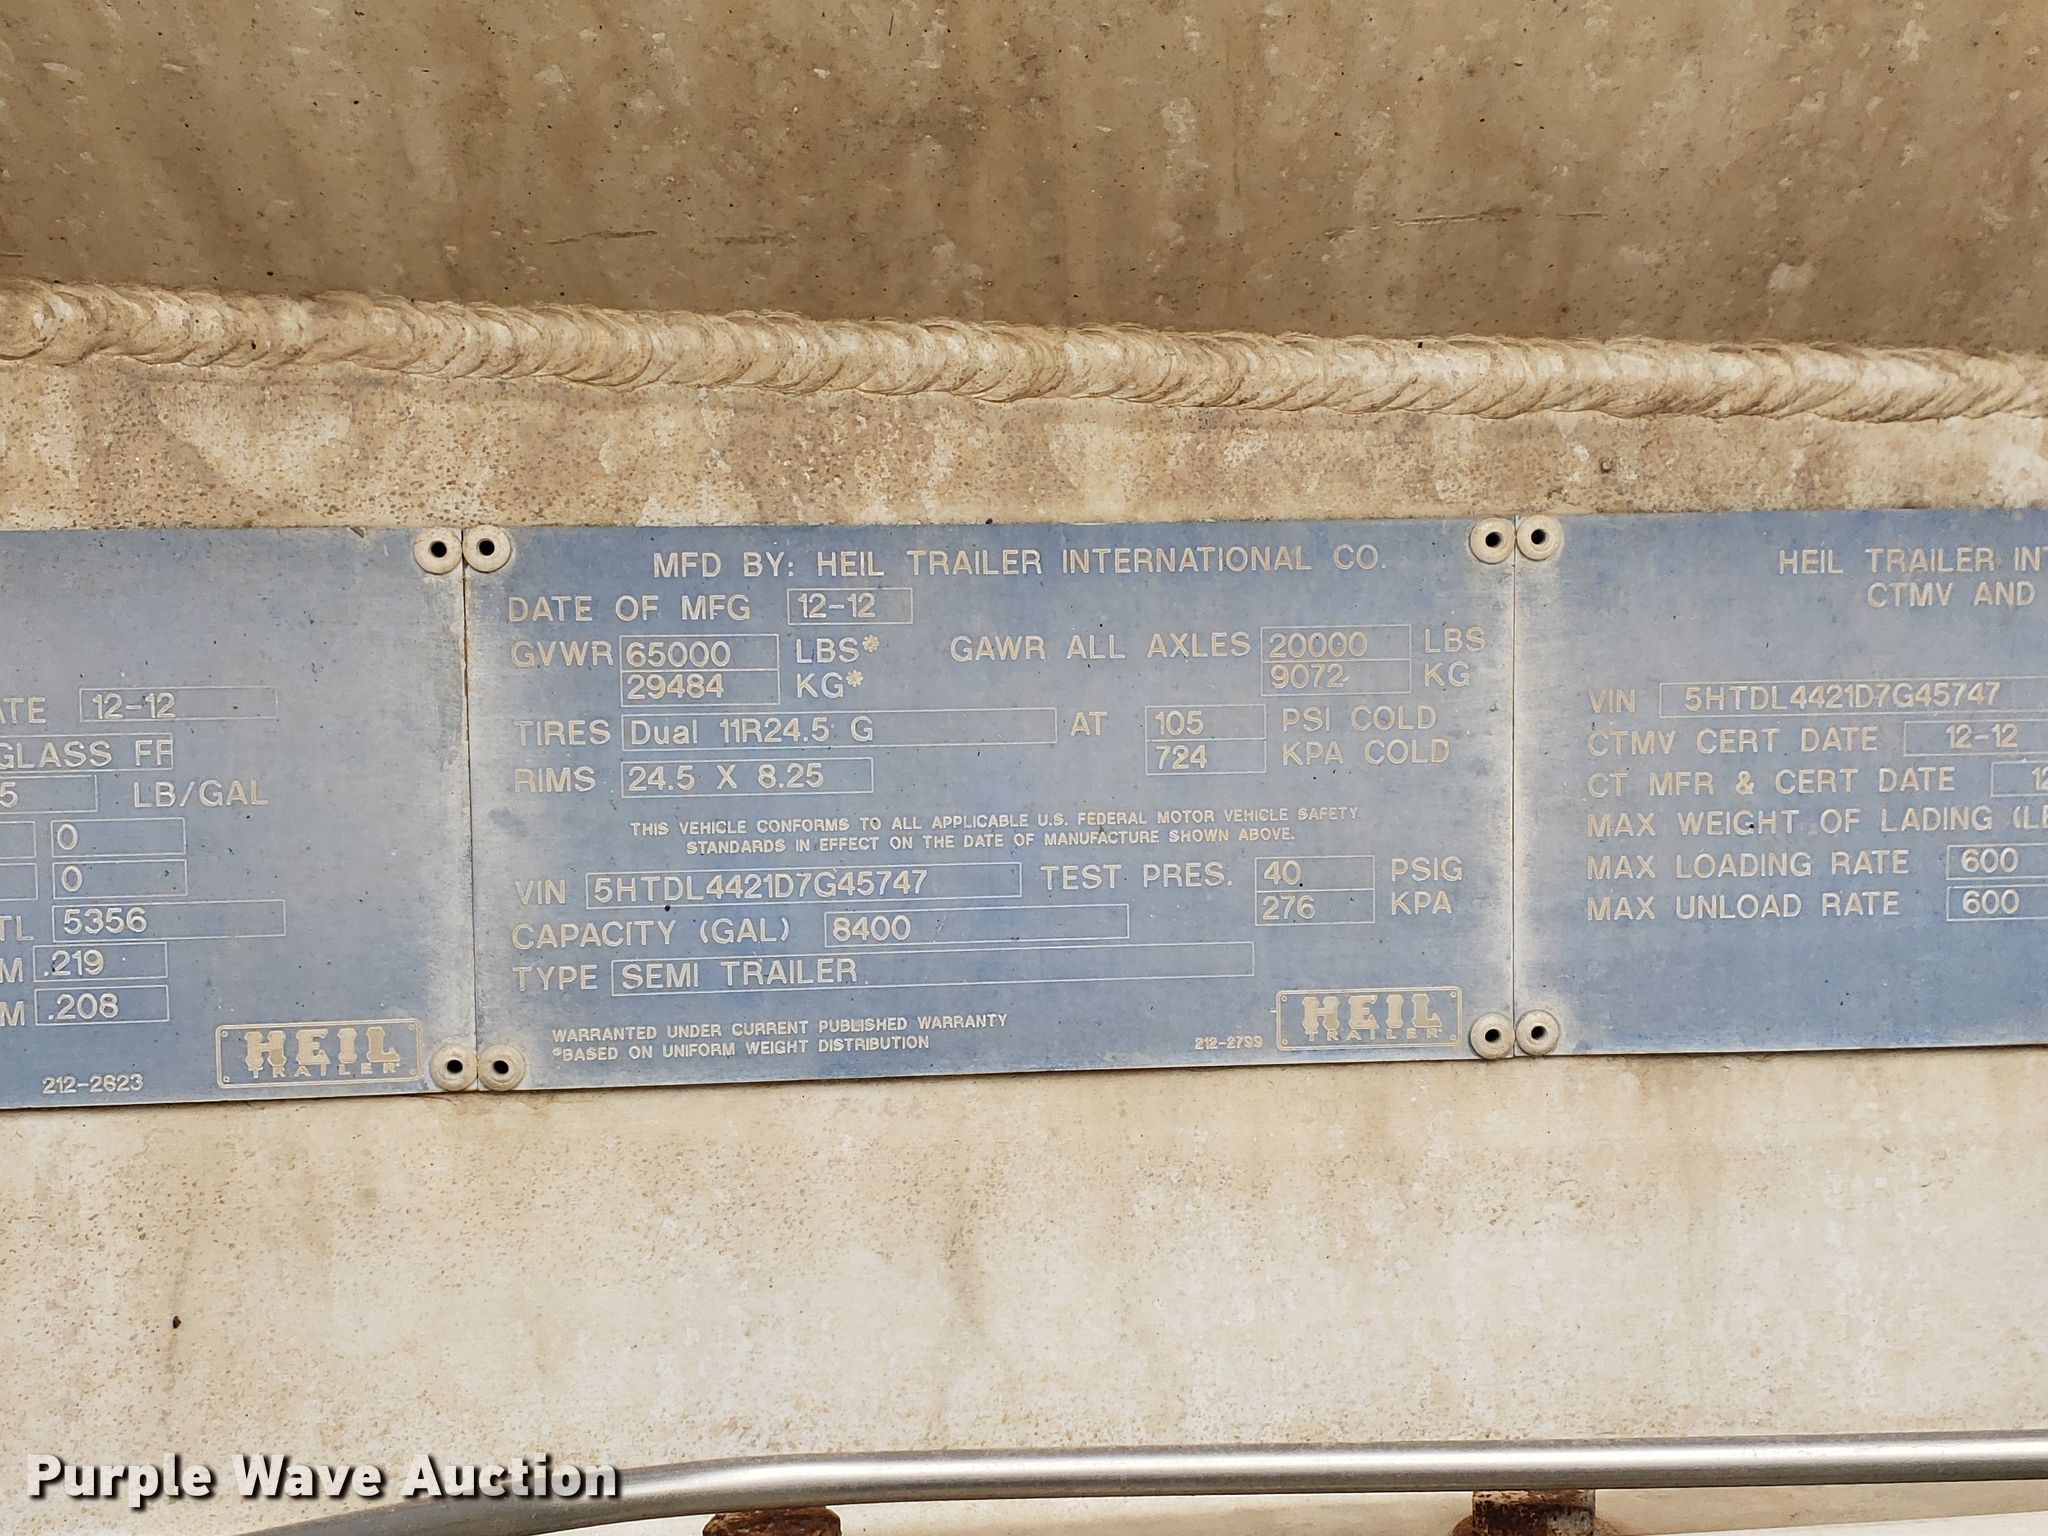 12-12
GLASS FF
5 LB/GAL
0
0
5356
M .219
M .208
HEIL
TRAILER
212-2623
MFD BY: HEIL TRAILER INTERNATIONAL CO.
DATE OF MFG 12-12
GVWR 65000 LBS* GAWR ALL AXLES 20000 LBS
29484 KG* 9072 KG
TIRES Dual 11R24.5 G AT 105 PSI COLD
724 KPA COLD
RIMS 24.5 X 8.25
THIS VEHICLE CONFORMS TO ALL APPLICABLE U.S. FEDERAL MOTOR VEHICLE SAFETY
STANDARDS IN EFFECT ON THE DATE OF MANUFACTURE SHOWN ABOVE.
VIN 5HTDL4421D7G45747 TEST PRES. 40 PSIG
276 KPA
CAPACITY (GAL) 8400
TYPE SEMI TRAILER
WARRANTED UNDER CURRENT PUBLISHED WARRANTY
*BASED ON UNIFORM WEIGHT DISTRIBUTION
212-2799
HEIL
TRAILER
HEIL TRAILER
CTMV AND
VIN 5HTDL4421D7G45747
CTMV CERT DATE 12-12
CT MFR & CERT DATE
MAX WEIGHT OF LADING
MAX LOADING RATE 600
MAX UNLOAD RATE 600
Purple Wave Auction